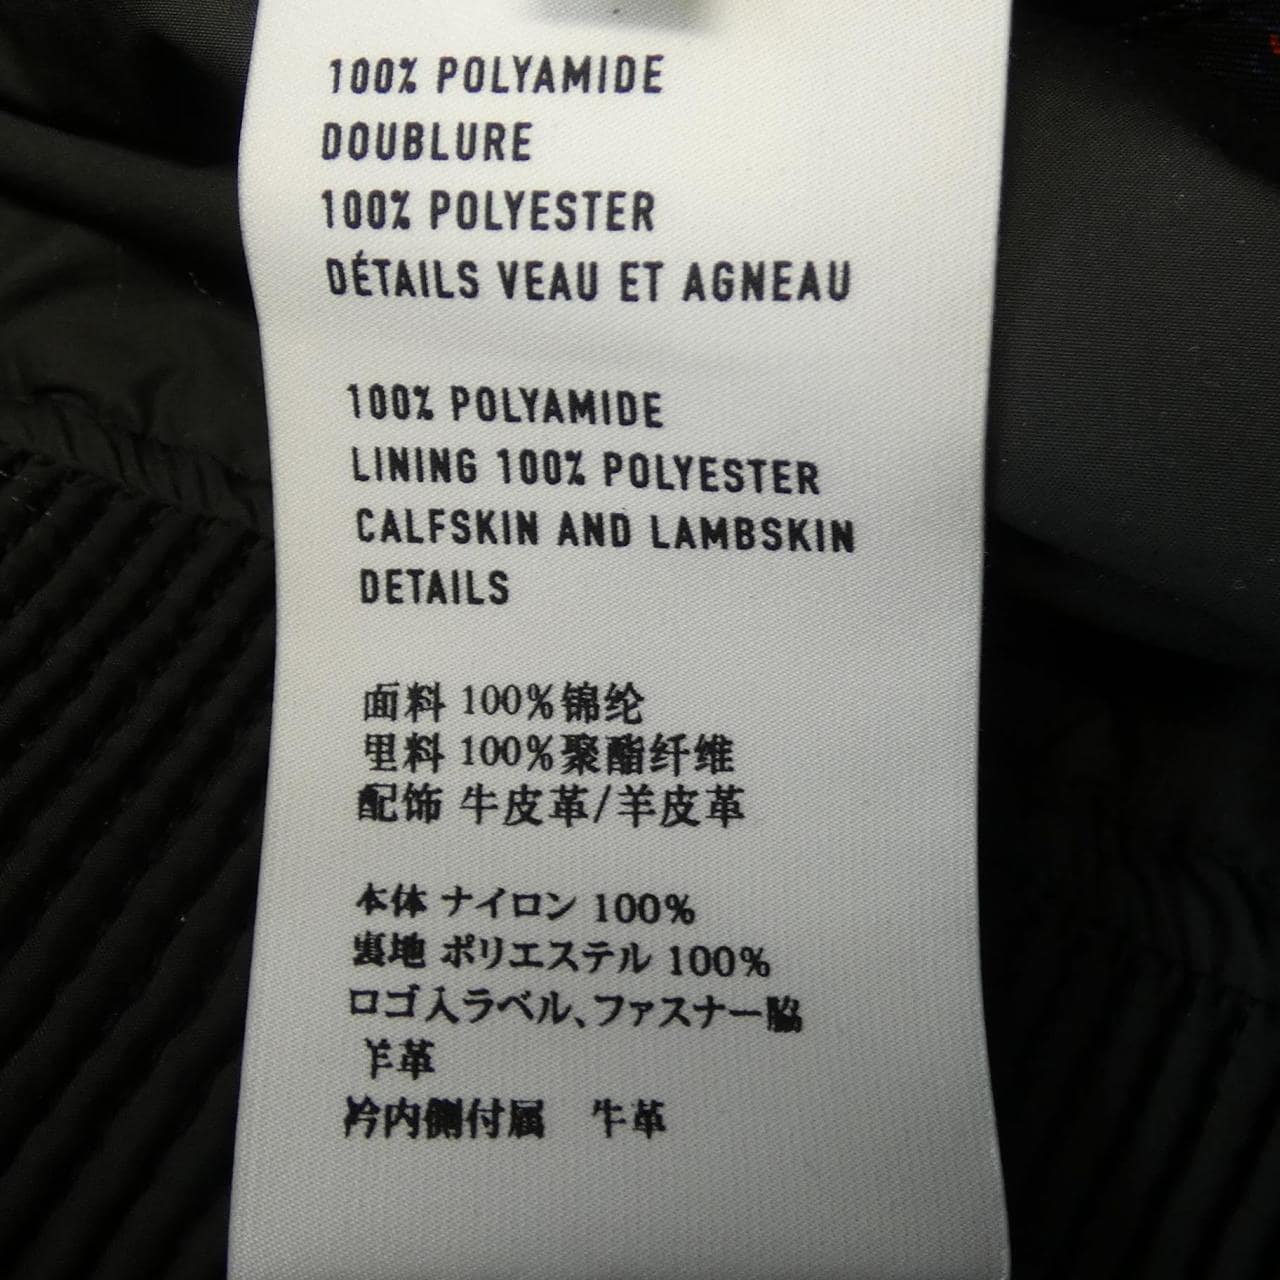 100% POLYAMIDE
DOUBLURE
100% POLYESTER
DÉTAILS VEAU ET AGNEAU
100% POLYAMIDE
LINING 100% POLYESTER
CALFSKIN AND LAMBSKIN
DETAILS
面料 100%锦纶
里料 100%聚酯纤维
配饰 牛皮革/羊皮革
本体 ナイロン 100%
裏地 ポリエステル 100%
ロゴ入ラベル、ファスナー脇
羊革
衿内側付属 牛革